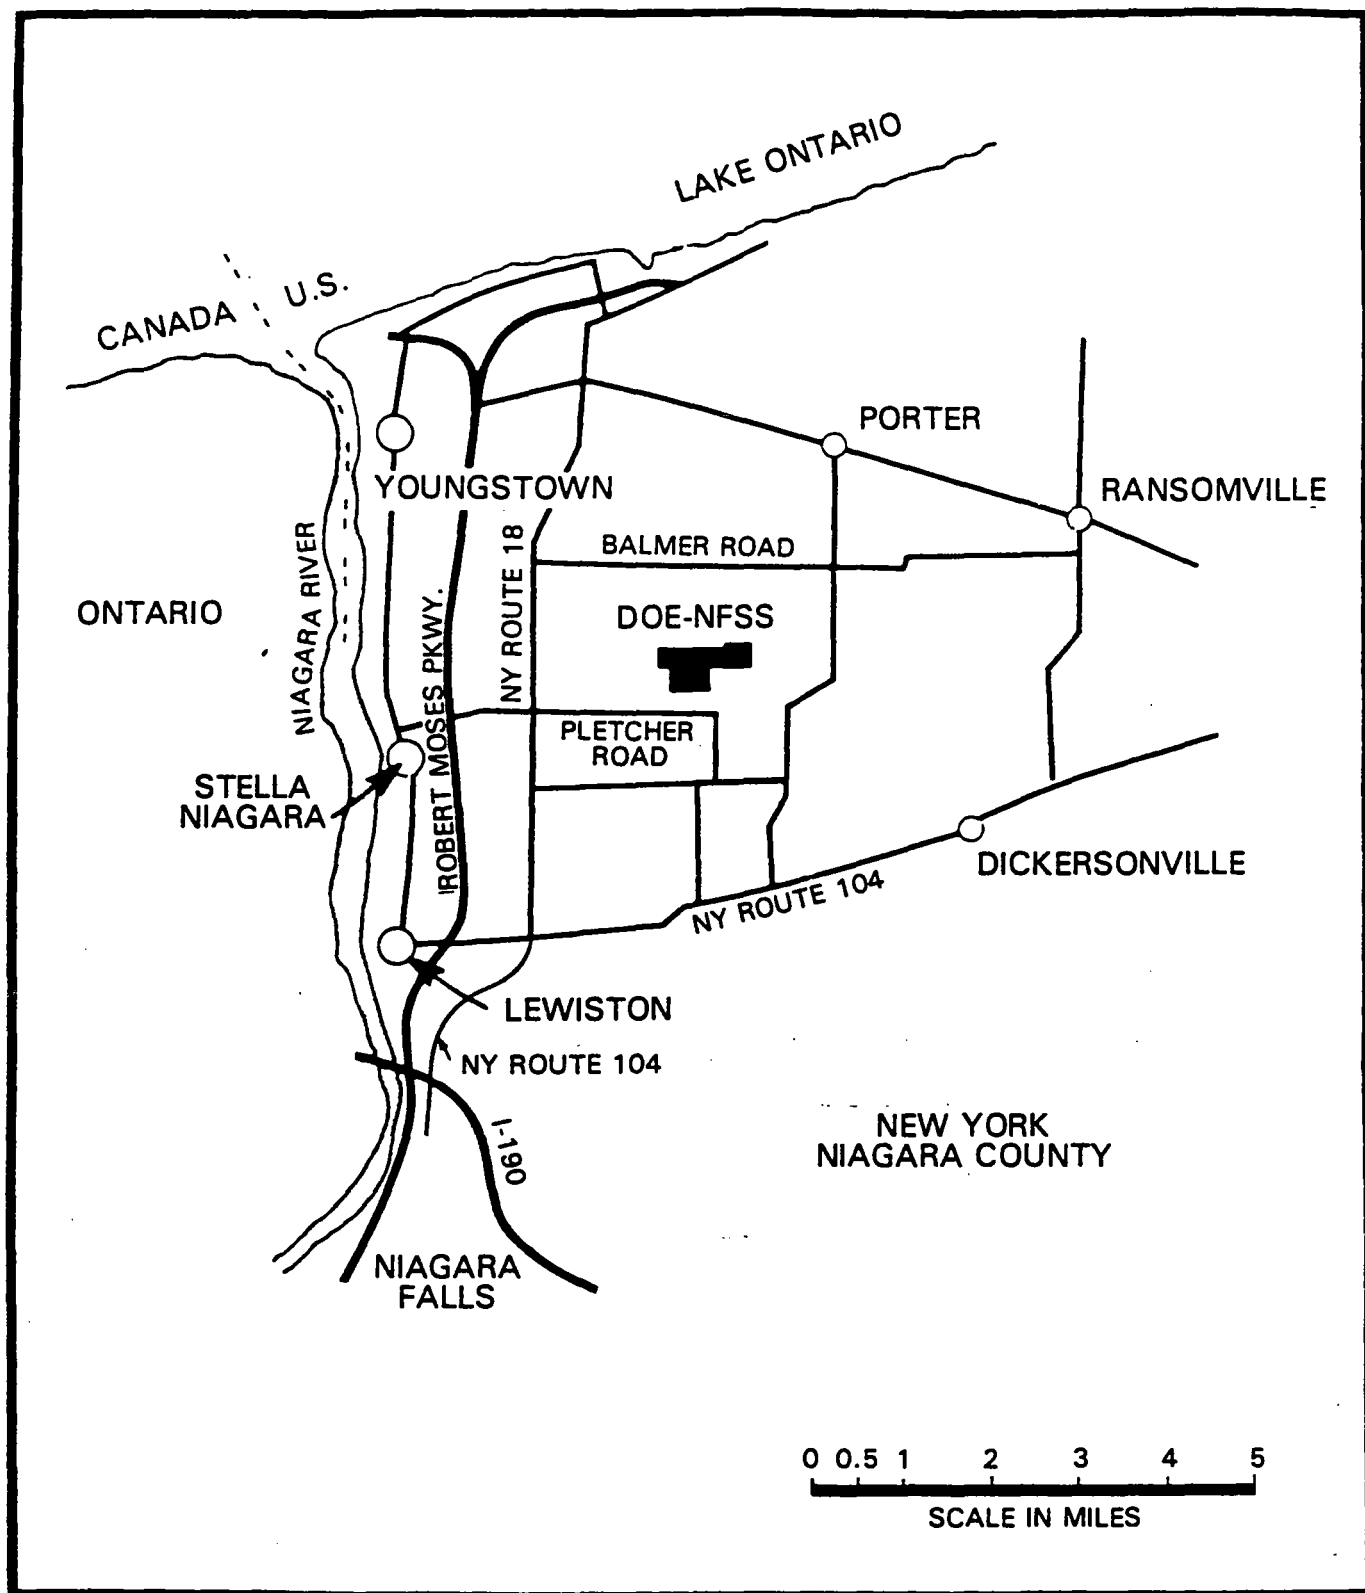 LAKE ONTARIO
CANADA
U.S.
PORTER
YOUNGSTOWN
RANSOMVILLE
NIAGARA RIVER
NY ROUTE 18
BALMER ROAD
ONTARIO
ROBERT MOSES PKWY.
DOE-NFSS
PLETCHER
ROAD
STELLA
NIAGARA
DICKERSONVILLE
NY ROUTE 104
LEWISTON
NY ROUTE 104
I-190
NEW YORK
NIAGARA COUNTY
NIAGARA
FALLS
0 0.5 1 2 3 4 5
SCALE IN MILES